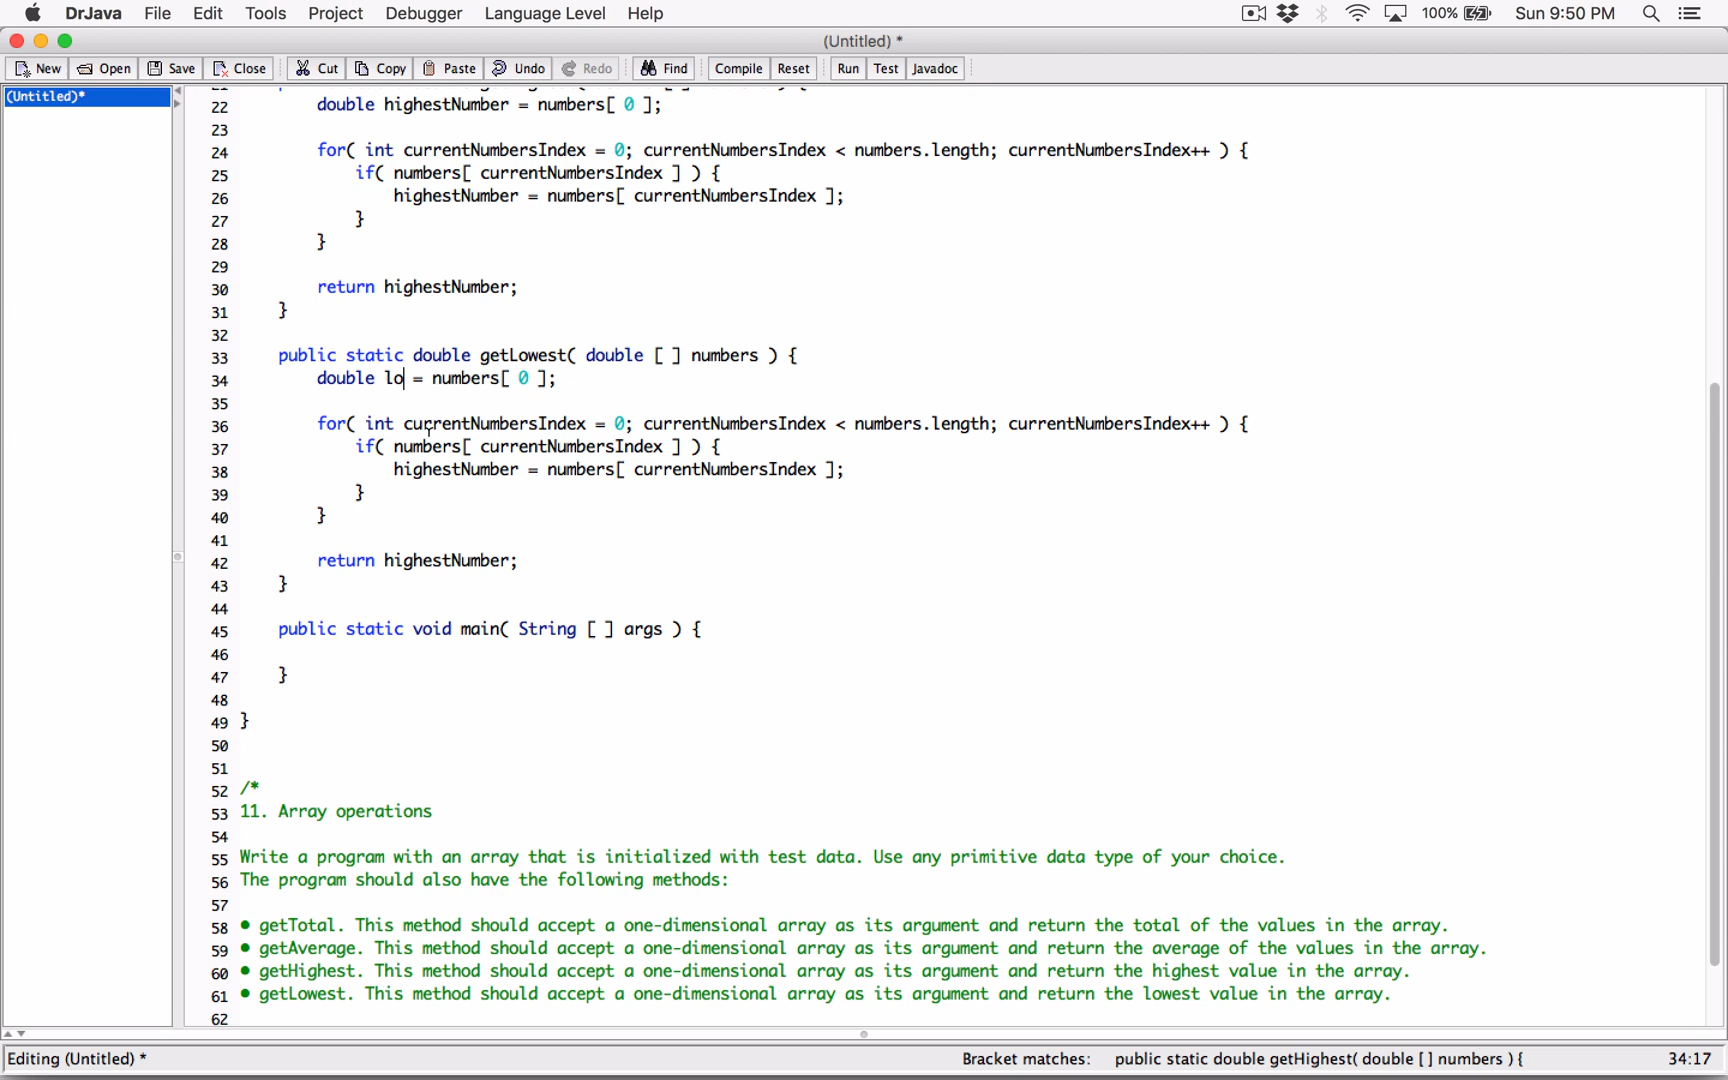 DrJava File Edit Tools Project Debugger Language Level Help 100% Sun 9:50 PM
(Untitled) *
New Open Save Close Cut Copy Paste Undo Redo Find Compile Reset Run Test Javadoc
(Untitled)*
22 double highestNumber = numbers[ 0 ];
23
24 for( int currentNumbersIndex = 0; currentNumbersIndex < numbers.length; currentNumbersIndex++ ) {
25 if( numbers[ currentNumbersIndex ] ) {
26 highestNumber = numbers[ currentNumbersIndex ];
27 }
28 }
29
30 return highestNumber;
31 }
32
33 public static double getLowest( double [ ] numbers ) {
34 double lo = numbers[ 0 ];
35
36 for( int currentNumbersIndex = 0; currentNumbersIndex < numbers.length; currentNumbersIndex++ ) {
37 if( numbers[ currentNumbersIndex ] ) {
38 highestNumber = numbers[ currentNumbersIndex ];
39 }
40 }
41
42 return highestNumber;
43 }
44
45 public static void main( String [ ] args ) {
46
47 }
48
49 }
50
51
52 /*
53 11. Array operations
54
55 Write a program with an array that is initialized with test data. Use any primitive data type of your choice.
56 The program should also have the following methods:
57
58 • getTotal. This method should accept a one-dimensional array as its argument and return the total of the values in the array.
59 • getAverage. This method should accept a one-dimensional array as its argument and return the average of the values in the array.
60 • getHighest. This method should accept a one-dimensional array as its argument and return the highest value in the array.
61 • getLowest. This method should accept a one-dimensional array as its argument and return the lowest value in the array.
62
Editing (Untitled) * Bracket matches: public static double getHighest( double [ ] numbers ) { 34:17